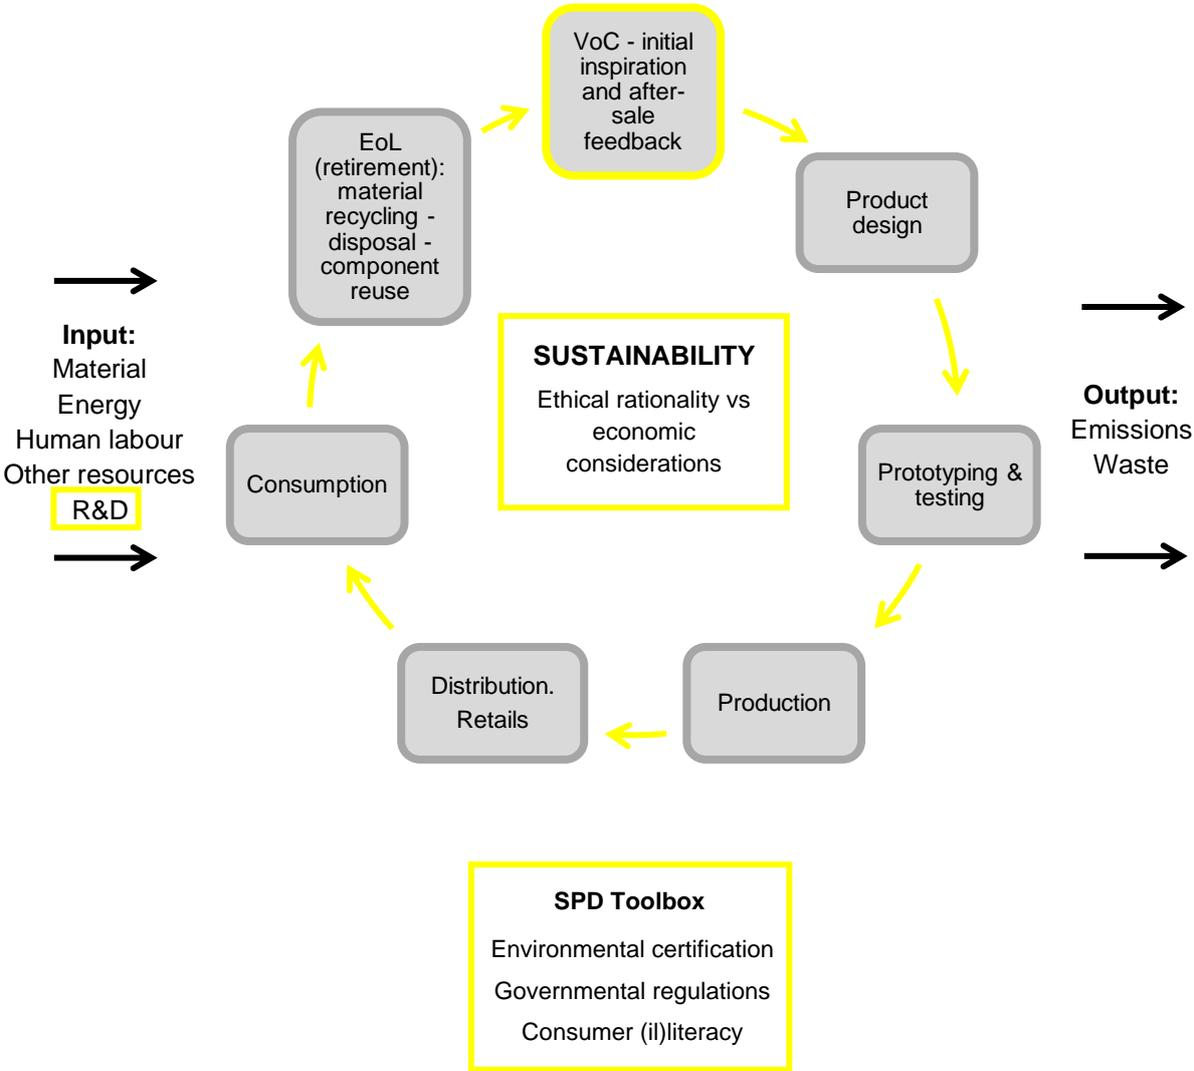 VoC - initial
inspiration
and after-
sale
feedback
EoL
(retirement):
material
recycling -
disposal -
component
reuse
Product
design
Input:
Material
Energy
Human labour
Other resources
R&D
SUSTAINABILITY
Ethical rationality vs
economic
considerations
Output:
Emissions
Waste
Consumption
Prototyping &
testing
Distribution.
Retails
Production
SPD Toolbox
Environmental certification
Governmental regulations
Consumer (il)literacy